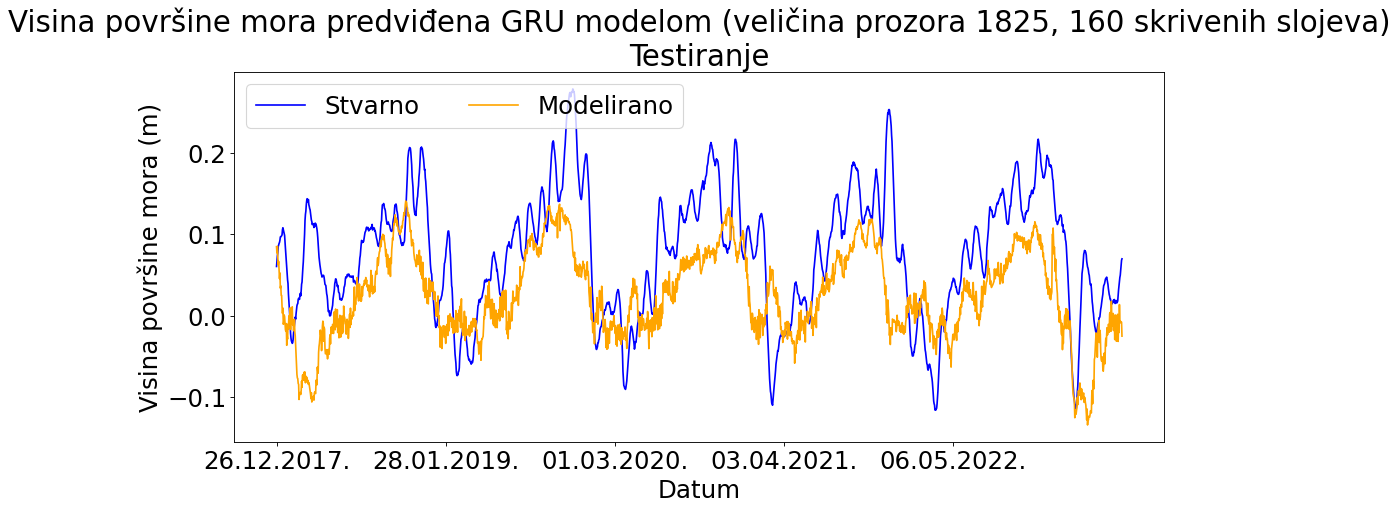 Visina površine mora predviđena GRU modelom (veličina prozora 1825, 160 skrivenih slojeva)
Testiranje
Stvarno
Modelirano
Visina površine mora (m)
0.2
0.1
0.0
−0.1
26.12.2017.
28.01.2019.
01.03.2020.
03.04.2021.
06.05.2022.
Datum